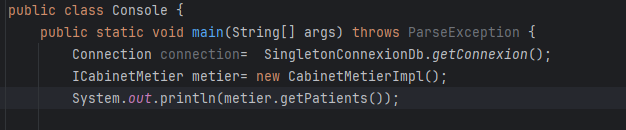 public class Console {
public static void main(String[] args) throws ParseException {
Connection connection=  SingletonConnexionDb.getConnexion();
ICabinetMetier metier= new CabinetMetierImpl();
System.out.println(metier.getPatients());